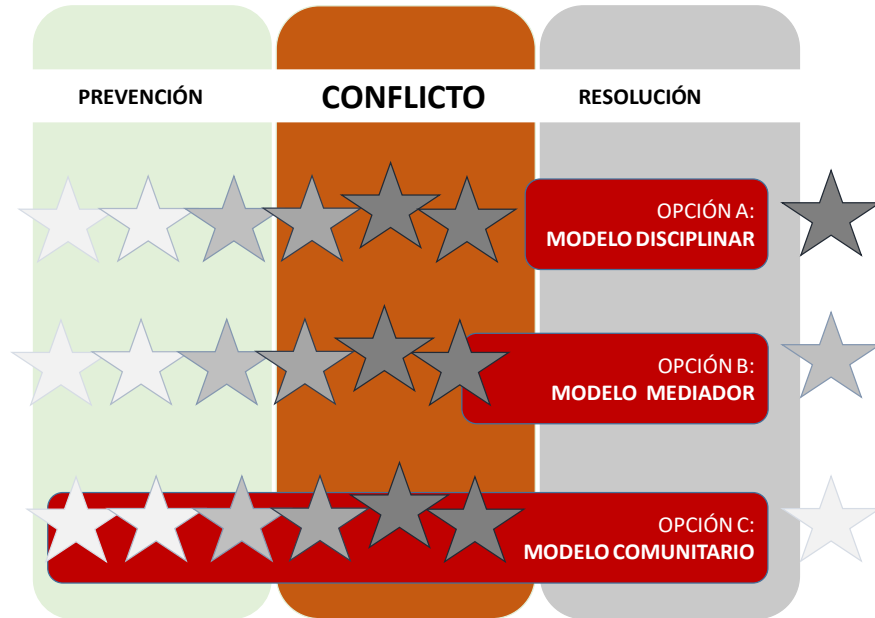 PREVENCIÓN
CONFLICTO
RESOLUCIÓN
OPCIÓN A:
MODELO DISCIPLINAR
OPCIÓN B:
MODELO MEDIADOR
OPCIÓN C:
MODELO COMUNITARIO